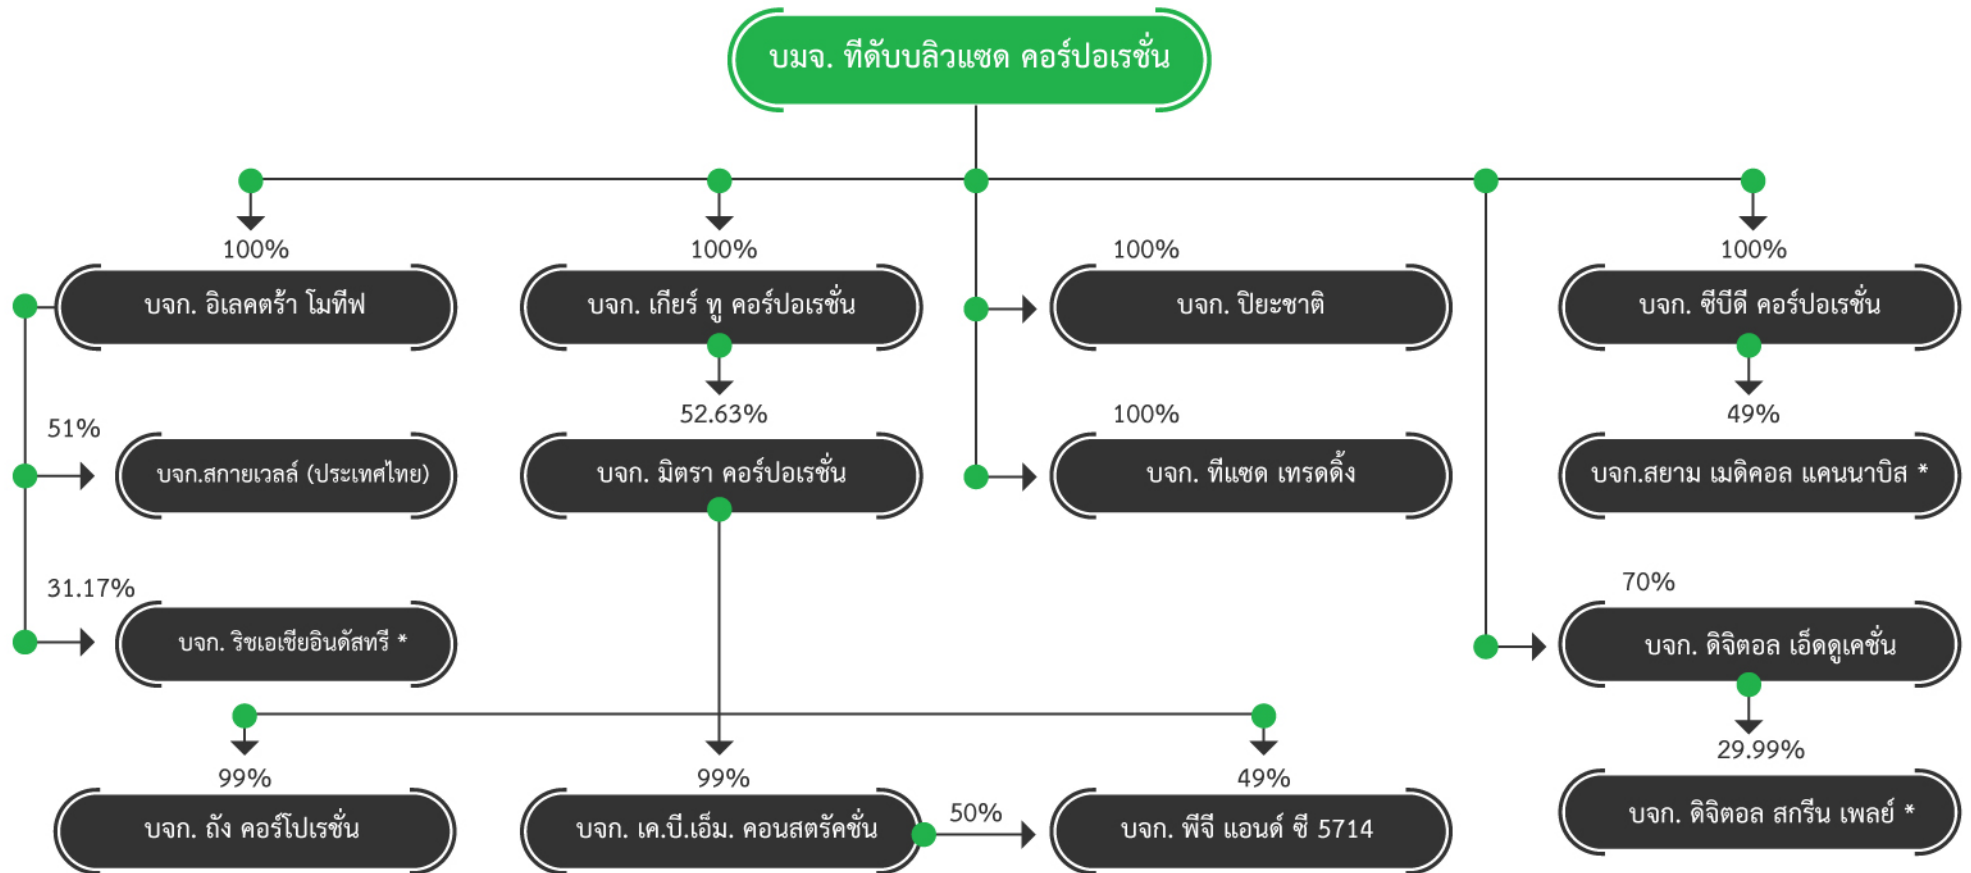 บมจ. ทีดับบลิวแซด คอร์ปอเรชั่น
100%
100%
100%
100%
บจก. อิเลคตร้า โมทีฟ
บจก. เกียร์ ทู คอร์ปอเรชั่น
บจก. ปิยะชาติ
บจก. ซีบีดี คอร์ปอเรชั่น
51%
52.63%
100%
49%
บจก.สกายเวลล์ (ประเทศไทย)
บจก. มิตรา คอร์ปอเรชั่น
บจก. ทีแซด เทรดดิ้ง
บจก.สยาม เมดิคอล แคนนาบิส *
31.17%
70%
บจก. ริชเอเชียอินดัสทรี *
บจก. ดิจิตอล เอ็ดดูเคชั่น
99%
99%
49%
29.99%
บจก. ถัง คอร์โปเรชั่น
บจก. เค.บี.เอ็ม. คอนสตรัคชั่น
50%
บจก. พีจี แอนด์ ซี 5714
บจก. ดิจิตอล สกรีน เพลย์ *